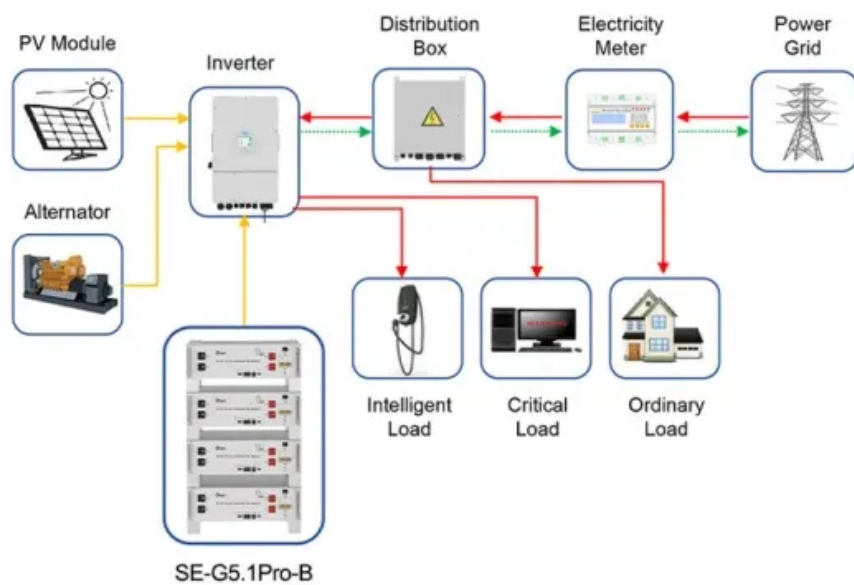 PV Module
Inverter
Distribution
Box
Electricity
Meter
Power
Grid
Alternator
Intelligent
Load
Critical
Load
Ordinary
Load
SE-G5.1Pro-B